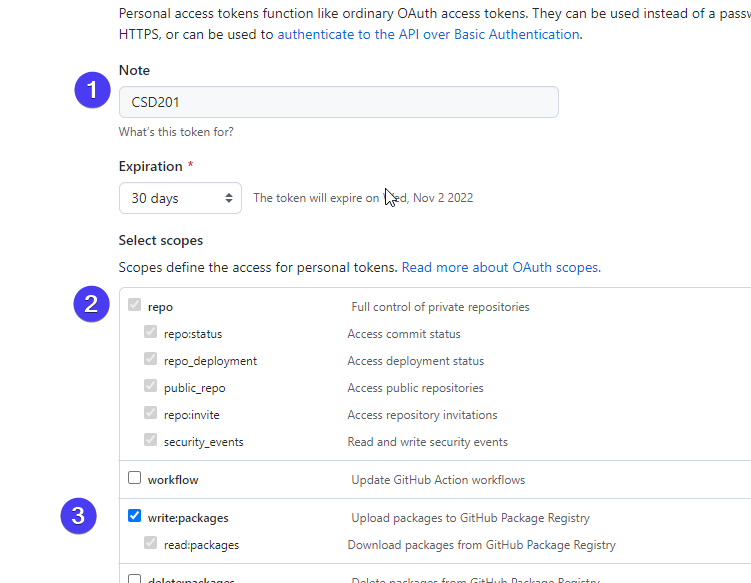 Personal access tokens function like ordinary OAuth access tokens. They can be used instead of a
HTTPS, or can be used to authenticate to the API over Basic Authentication.
Note
1
CSD201
What's this token for?
Expiration *
30 days The token will expire on Wed, Nov 2 2022
Select scopes
Scopes define the access for personal tokens. Read more about OAuth scopes.
2
repo Full control of private repositories
repo:status Access commit status
repo_deployment Access deployment status
public_repo Access public repositories
repo:invite Access repository invitations
security_events Read and write security events
workflow Update GitHub Action workflows
3 write:packages Upload packages to GitHub Package Registry
read:packages Download packages from GitHub Package Registry
delete:packages Delete packages from GitHub Package Registry